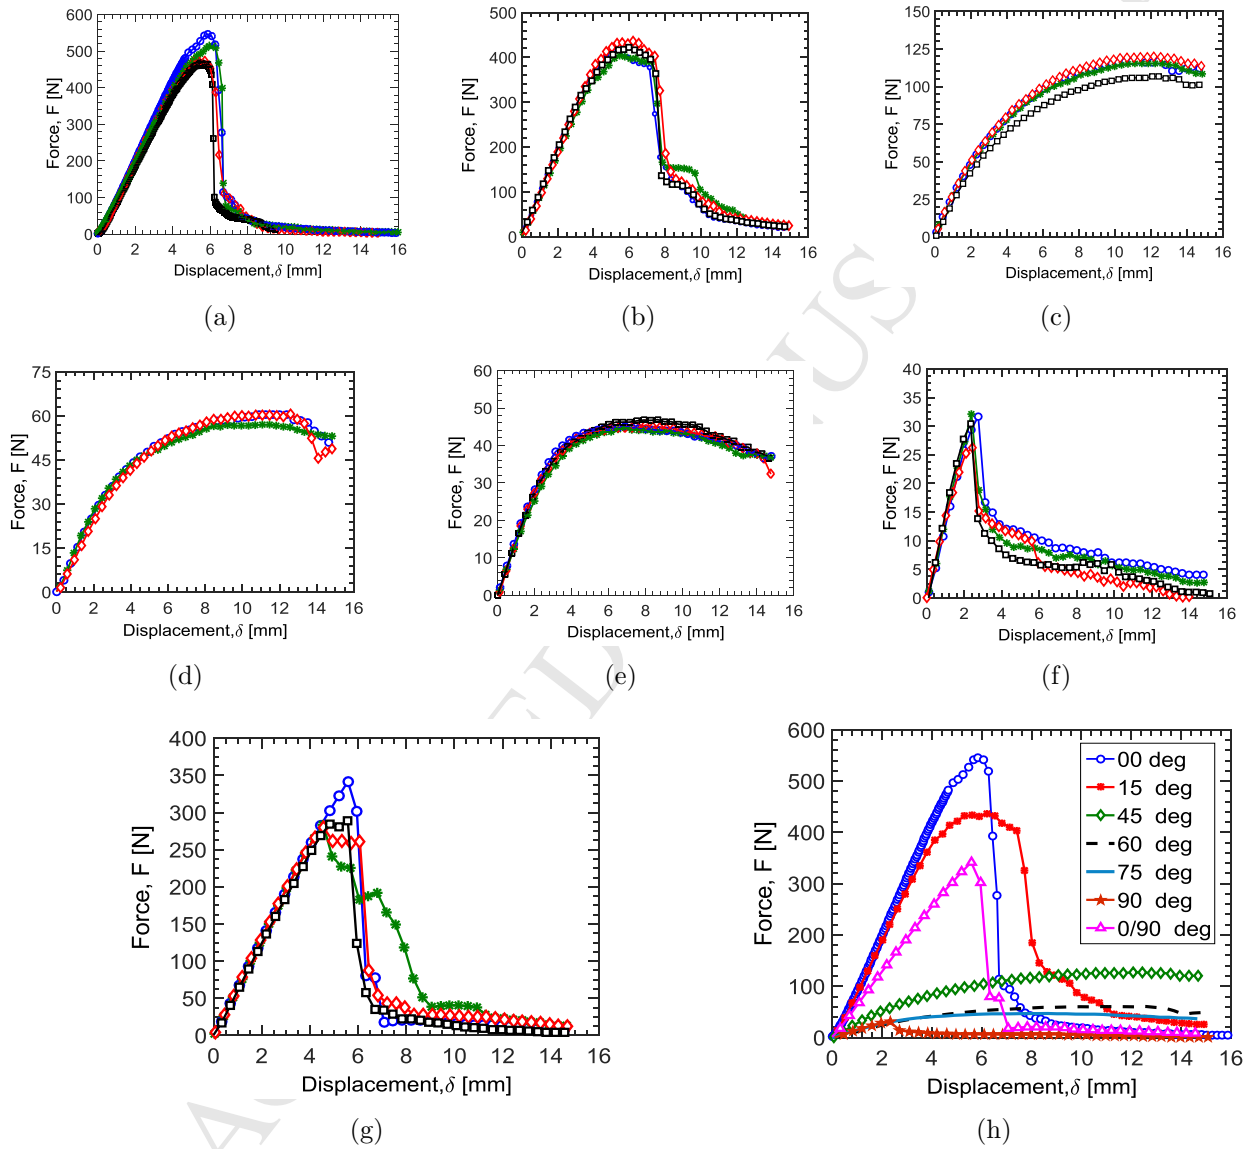 600
500
400
300
200
100
0
0 2 4 6 8 10 12 14 16
Force, F [N]
Displacement,δ [mm]
(a)
500
400
300
200
100
0
0 2 4 6 8 10 12 14 16
Force, F [N]
Displacement,δ [mm]
(b)
150
125
100
75
50
25
0
0 2 4 6 8 10 12 14 16
Force, F [N]
Displacement,δ [mm]
(c)
75
60
45
30
15
0
0 2 4 6 8 10 12 14 16
Force, F [N]
Displacement,δ [mm]
(d)
60
50
40
30
20
10
0
0 2 4 6 8 10 12 14 16
Force, F [N]
Displacement,δ [mm]
(e)
40
35
30
25
20
15
10
5
0
0 2 4 6 8 10 12 14 16
Force, F [N]
Displacement,δ [mm]
(f)
400
350
300
250
200
150
100
50
0
0 2 4 6 8 10 12 14 16
Force, F [N]
Displacement,δ [mm]
(g)
600
500
400
300
200
100
0
0 2 4 6 8 10 12 14 16
Force, F [N]
Displacement,δ [mm]
00 deg
15 deg
45 deg
60 deg
75 deg
90 deg
0/90 deg
(h)